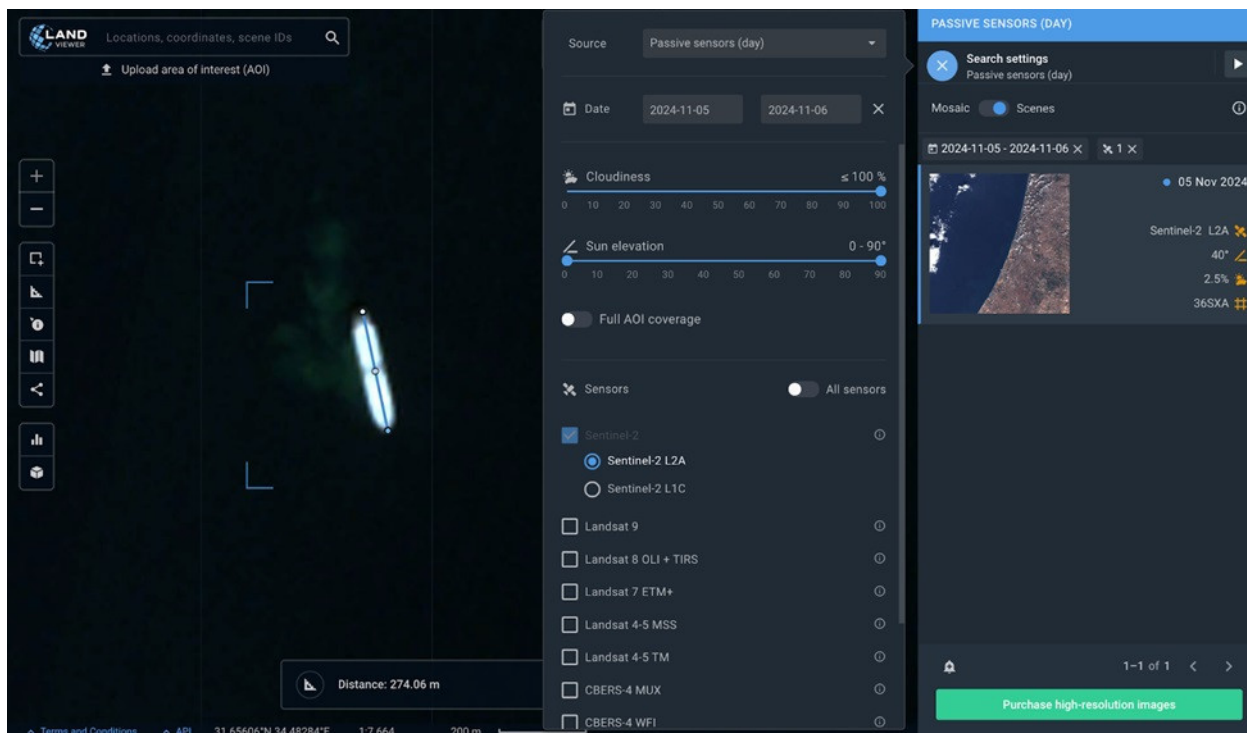 LAND
VIEWER
Locations, coordinates, scene IDs
Upload area of interest (AOI)
Distance: 274.06 m
Terms and Conditions API 31.65606°N 34.48284°E 1:7 664 200 m
Source Passive sensors (day)
Date 2024-11-05 2024-11-06
Cloudiness ≤ 100 %
0 10 20 30 40 50 60 70 80 90 100
Sun elevation 0 - 90°
0 10 20 30 40 50 60 70 80 90
Full AOI coverage
Sensors All sensors
Sentinel-2
Sentinel-2 L2A
Sentinel-2 L1C
Landsat 9
Landsat 8 OLI + TIRS
Landsat 7 ETM+
Landsat 4-5 MSS
Landsat 4-5 TM
CBERS-4 MUX
CBERS-4 WFI
PASSIVE SENSORS (DAY)
Search settings
Passive sensors (day)
Mosaic Scenes
2024-11-05 - 2024-11-06 1
05 Nov 2024
Sentinel-2 L2A
40°
2.5%
36SXA
1–1 of 1
Purchase high-resolution images